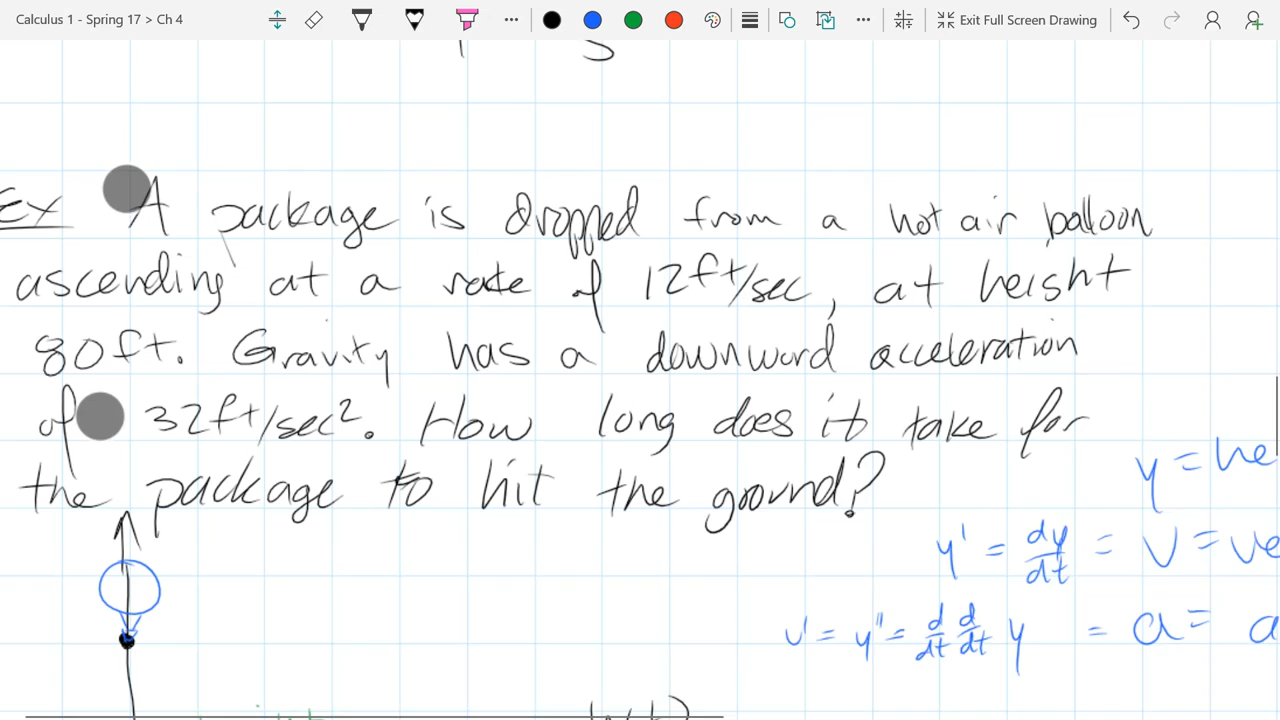 Calculus 1 - Spring 17 > Ch 4
Exit Full Screen Drawing
Ex A package is dropped from a hot air balloon
ascending at a rate of 12ft/sec, at height
80ft. Gravity has a downward acceleration
of 32ft/sec². How long does it take for
the package to hit the ground?
y = he
y' = dy/dt = v = ve
v' = y'' = d/dt d/dt y = a = a